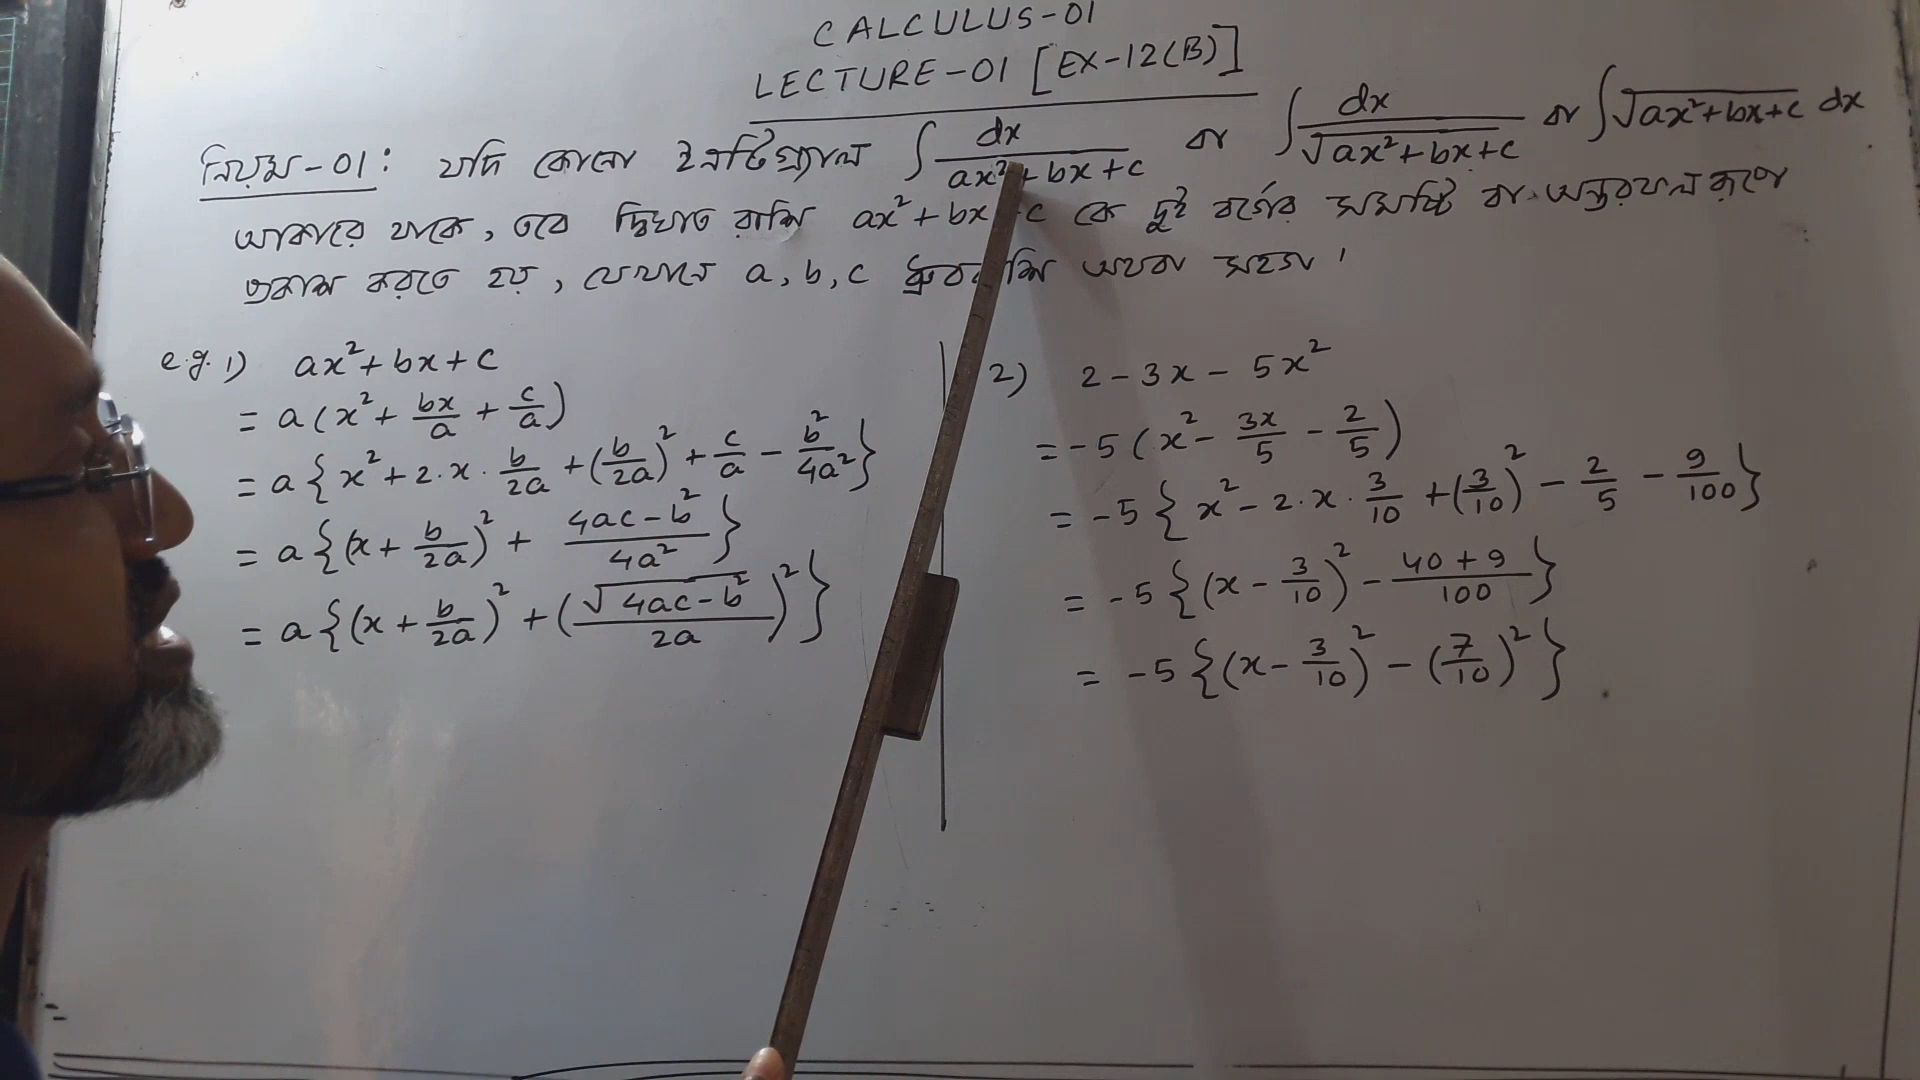 CALCULUS-01
LECTURE-01 [EX-12(B)]
নিয়ম-01: যদি কোনো ইন্টিগ্র্যাল ∫ dx/(ax²+bx+c) বা ∫ dx/√(ax²+bx+c) বা ∫√(ax²+bx+c) dx
আকারে থাকে, তবে দ্বিঘাত রাশি ax²+bx+c কে দুই বর্গের সমষ্টি বা অন্তরফল রূপে
প্রকাশ করতে হয়, যেখানে a, b, c ধ্রুবরাশি অথবা সহগ।
e.g. 1) ax²+bx+c
= a(x²+ bx/a + c/a)
= a{x²+2.x. b/2a +(b/2a)²+ c/a − b²/4a²}
= a{(x+ b/2a)²+ (4ac-b²)/4a²}
= a{(x+ b/2a)²+(√(4ac-b²)/2a)²}
2) 2-3x-5x²
= -5(x²- 3x/5 - 2/5)
= -5{x²-2.x. 3/10 +(3/10)² - 2/5 - 9/100}
= -5{(x- 3/10)² - (40+9)/100}
= -5{(x- 3/10)² - (7/10)²}